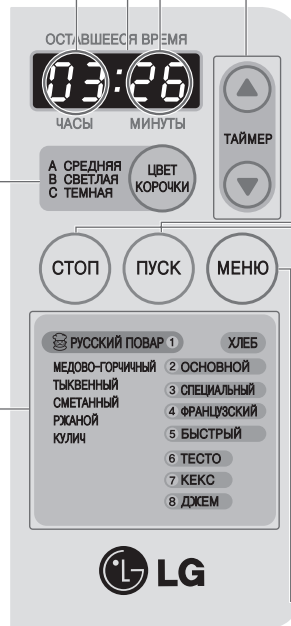 ОСТАВШЕЕСЯ ВРЕМЯ
03:26
ЧАСЫ МИНУТЫ
ТАЙМЕР
A СРЕДНЯЯ
B СВЕТЛАЯ
C ТЕМНАЯ
ЦВЕТ
КОРОЧКИ
СТОП ПУСК МЕНЮ
РУССКИЙ ПОВАР 1 ХЛЕБ
МЕДОВО-ГОРЧИЧНЫЙ 2 ОСНОВНОЙ
ТЫКВЕННЫЙ 3 СПЕЦИАЛЬНЫЙ
СМЕТАННЫЙ 4 ФРАНЦУЗСКИЙ
РЖАНОЙ 5 БЫСТРЫЙ
КУЛИЧ
6 ТЕСТО
7 КЕКС
8 ДЖЕМ
LG